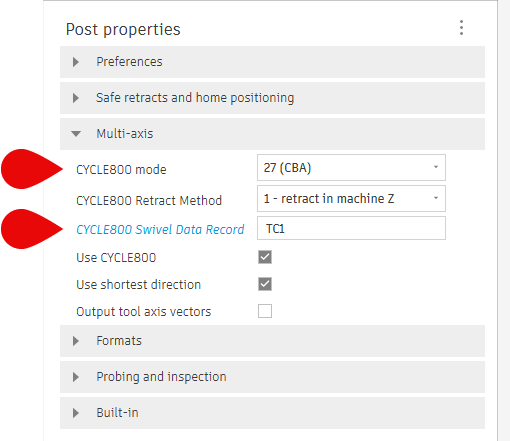 Post properties
Preferences
Safe retracts and home positioning
Multi-axis
CYCLE800 mode 27 (CBA)
CYCLE800 Retract Method 1 - retract in machine Z
CYCLE800 Swivel Data Record TC1
Use CYCLE800
Use shortest direction
Output tool axis vectors
Formats
Probing and inspection
Built-in